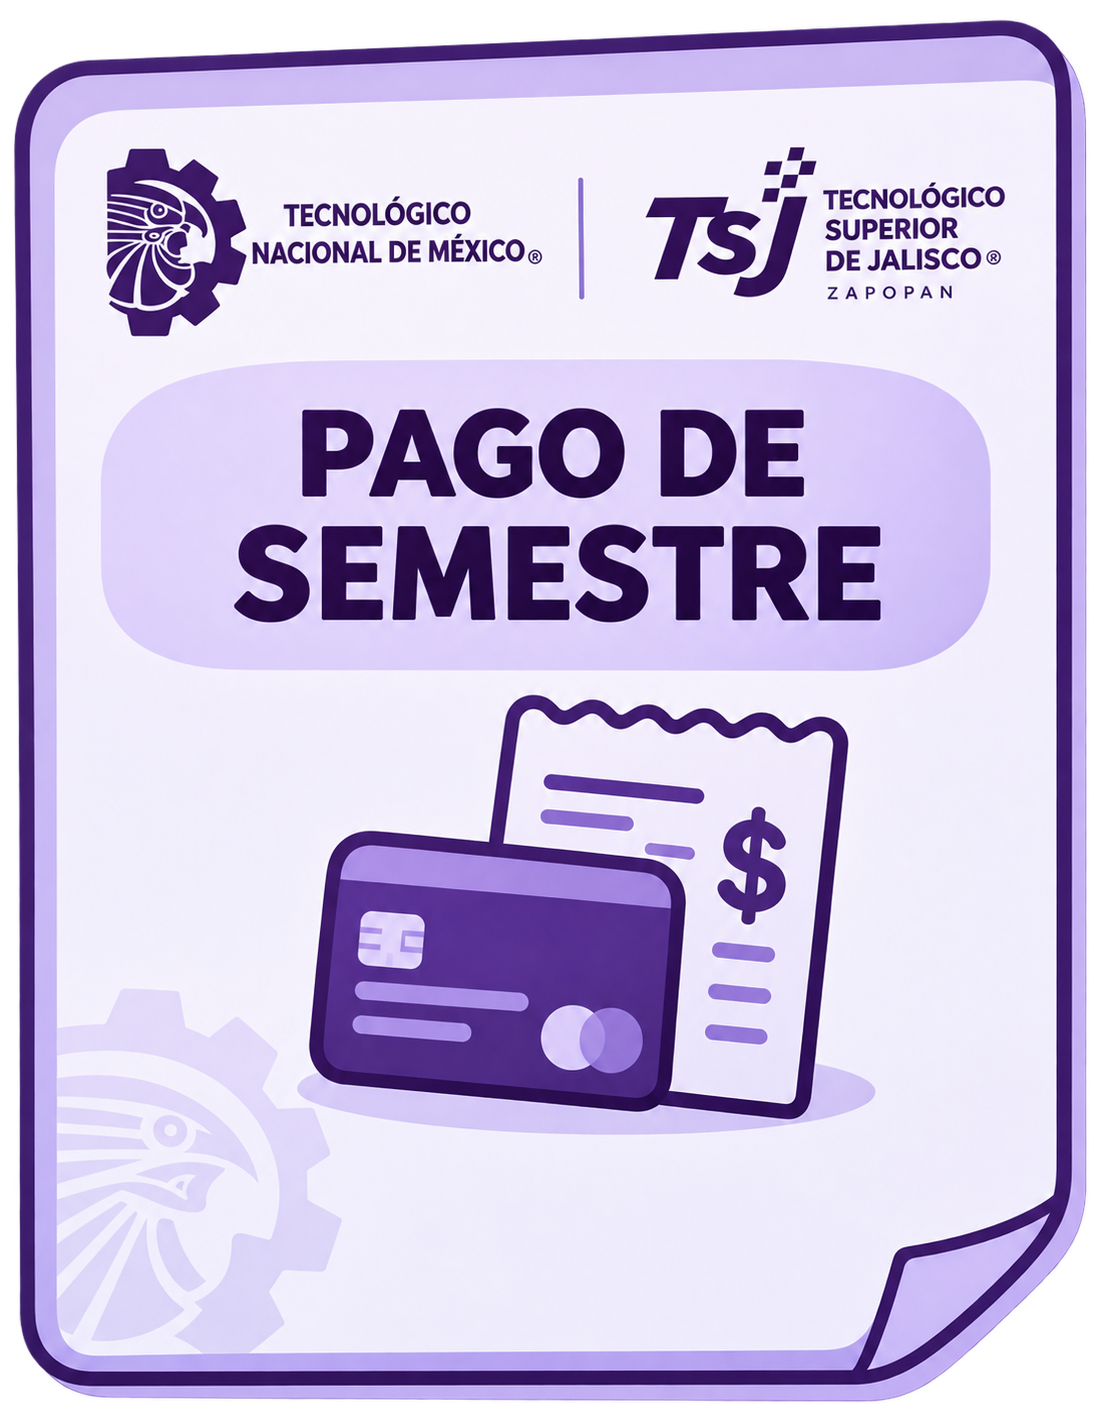 TECNOLÓGICO
NACIONAL DE MÉXICO®
TSJ
TECNOLÓGICO
SUPERIOR
DE JALISCO®
ZAPOPAN
PAGO DE
SEMESTRE
$